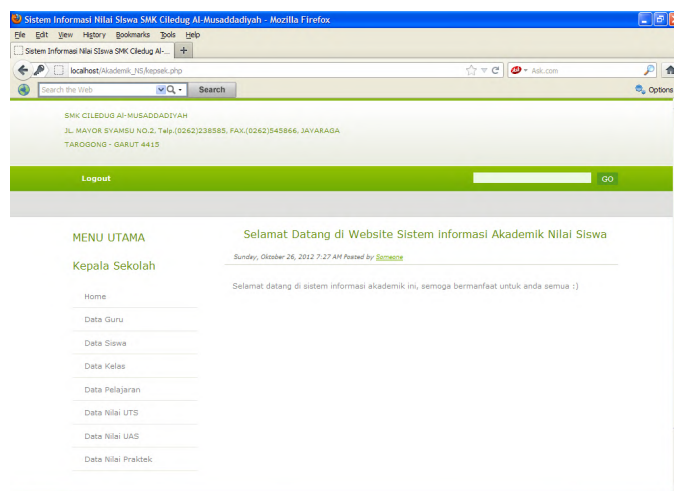 Sistem Informasi Nilai SIswa SMK Ciledug Al-Musaddadiyah - Mozilla Firefox
File Edit View History Bookmarks Tools Help
Sistem Informasi Nilai SIswa SMK Ciledug Al-... +
localhost/Akademik_NS/kepsek.php
Ask.com
Search the Web
Search
Options
SMK CILEDUG Al-MUSADDADIYAH
JL. MAYOR SYAMSU NO.2, Telp.(0262)238585, FAX.(0262)545866, JAYARAGA
TAROGONG - GARUT 4415
Logout
GO
MENU UTAMA
Kepala Sekolah
Home
Data Guru
Data Siswa
Data Kelas
Data Pelajaran
Data Nilai UTS
Data Nilai UAS
Data Nilai Praktek
Selamat Datang di Website Sistem informasi Akademik Nilai Siswa
Sunday, Oktober 26, 2012 7:27 AM Posted by Someone
Selamat datang di sistem informasi akademik ini, semoga bermanfaat untuk anda semua :)